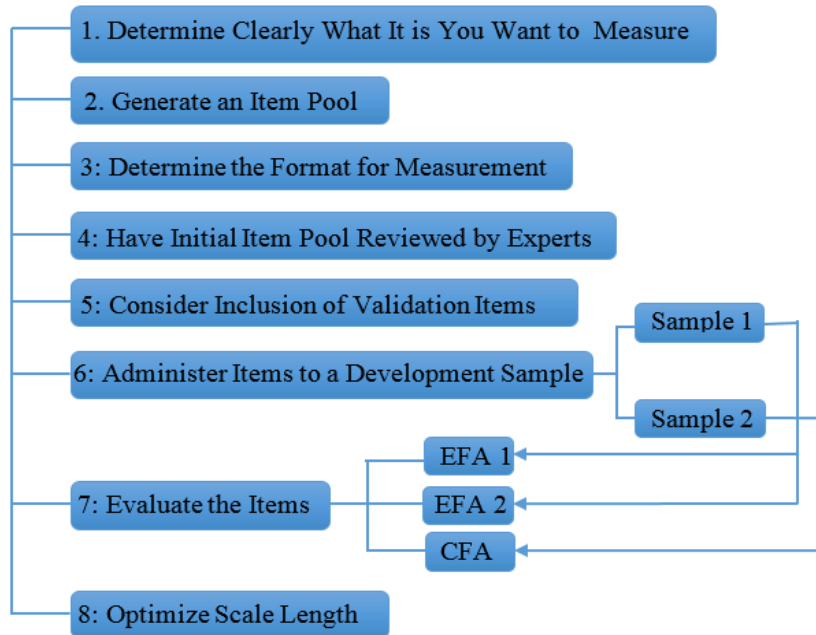 1. Determine Clearly What It is You Want to Measure
2. Generate an Item Pool
3: Determine the Format for Measurement
4: Have Initial Item Pool Reviewed by Experts
5: Consider Inclusion of Validation Items
Sample 1
6: Administer Items to a Development Sample
Sample 2
EFA 1
7: Evaluate the Items
EFA 2
CFA
8: Optimize Scale Length